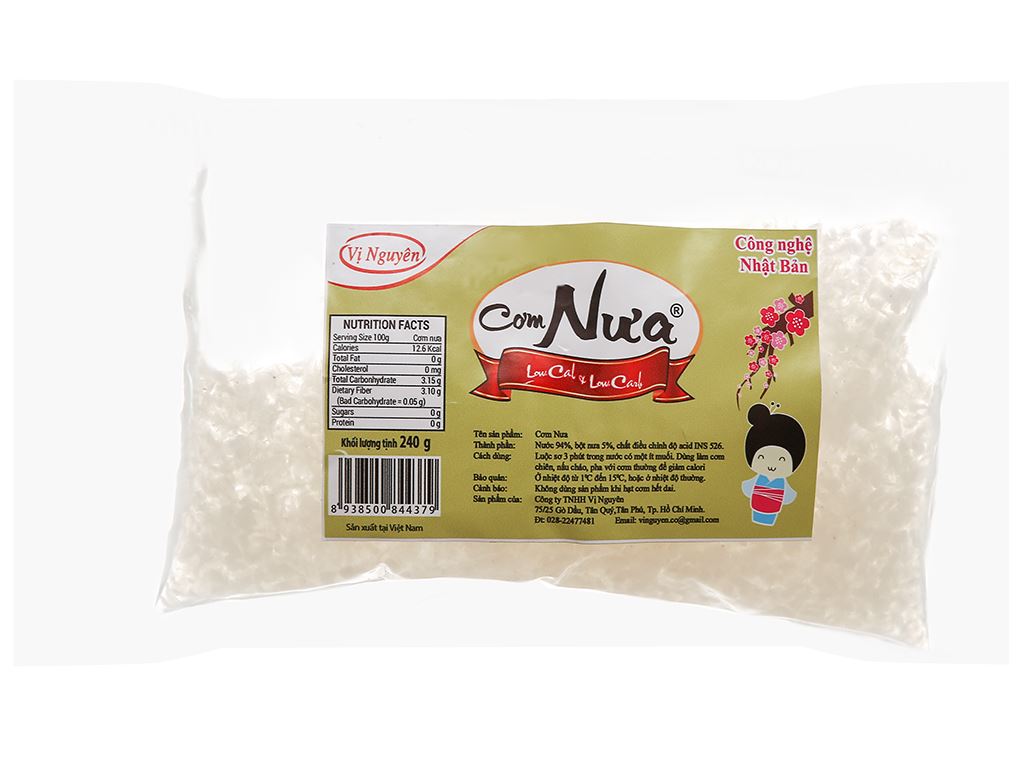 Vị Nguyên
Công nghệ
Nhật Bản
Cơm Nưa®
Low Cal & Low Carb
NUTRITION FACTS
Serving Size 100g Cơm nưa
Calories 12.6 Kcal
Total Fat 0 g
Cholesterol 0 mg
Total Carbonhydrate 3.15 g
Dietary Fiber 3.10 g
(Bad Carbohydrate = 0.05 g)
Sugars 0 g
Protein 0 g
Khối lượng tịnh 240 g
8 938500 844379
Sản xuất tại Việt Nam
Tên sản phẩm: Cơm Nưa
Thành phần: Nước 94%, bột nưa 5%, chất điều chỉnh độ acid INS 526.
Cách dùng: Luộc sơ 3 phút trong nước có một ít muối. Dùng làm cơm
chiên, nấu cháo, pha với cơm thường để giảm calori
Bảo quản: Ở nhiệt độ từ 1°C đến 15°C, hoặc ở nhiệt độ thường.
Cảnh báo: Không dùng sản phẩm khi hạt cơm hết dai.
Sản phẩm của: Công ty TNHH Vị Nguyên
75/25 Gò Dầu, Tân Quý,Tân Phú, Tp. Hồ Chí Minh.
Đt: 028-22477481 Email: vinguyen.co@gmail.com